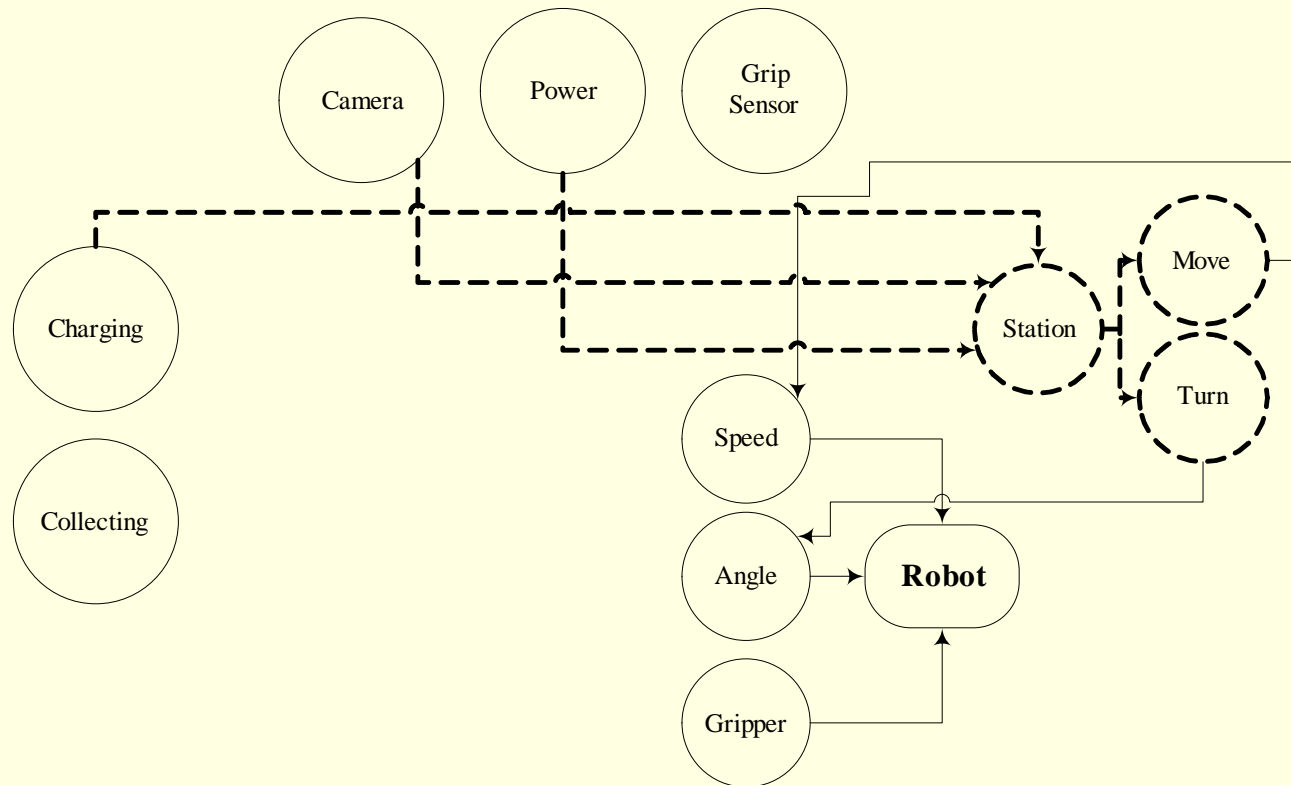 Camera
Power
Grip
Sensor
Charging
Station
Move
Turn
Speed
Collecting
Angle
Robot
Gripper